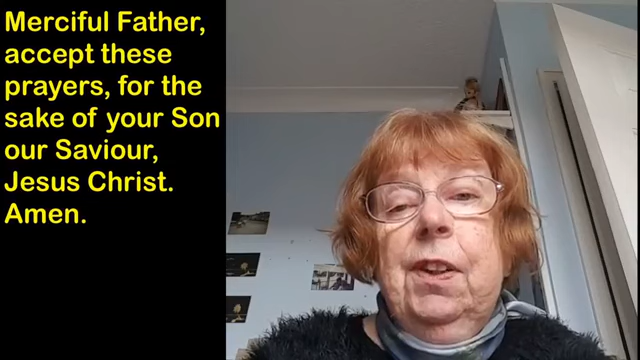 Merciful Father,
accept these
prayers, for the
sake of your Son
our Saviour,
Jesus Christ.
Amen.